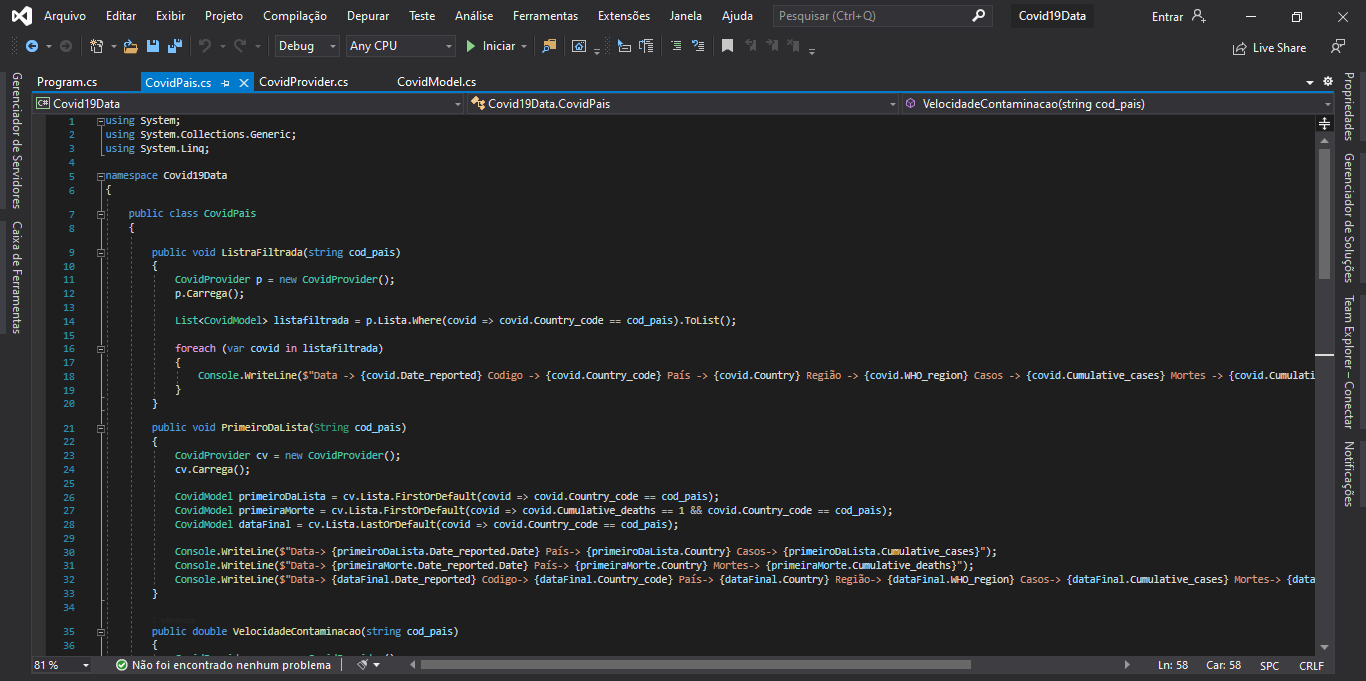 Arquivo Editar Exibir Projeto Compilação Depurar Teste Análise Ferramentas Extensões Janela Ajuda Pesquisar (Ctrl+Q) Covid19Data Entrar
Debug Any CPU Iniciar Live Share
Program.cs CovidPais.cs CovidProvider.cs CovidModel.cs
C# Covid19Data Covid19Data.CovidPais VelocidadeContaminacao(string cod_pais)
Gerenciador de Servidores
Caixa de Ferramentas
1 using System;
2 using System.Collections.Generic;
3 using System.Linq;
4
5 namespace Covid19Data
6 {
7 public class CovidPais
8 {
9 public void ListraFiltrada(string cod_pais)
10 {
11 CovidProvider p = new CovidProvider();
12 p.Carrega();
13
14 List<CovidModel> listafiltrada = p.Lista.Where(covid => covid.Country_code == cod_pais).ToList();
15
16 foreach (var covid in listafiltrada)
17 {
18 Console.WriteLine($"Data -> {covid.Date_reported} Codigo -> {covid.Country_code} País -> {covid.Country} Região -> {covid.WHO_region} Casos -> {covid.Cumulative_cases} Mortes -> {covid.Cumulati
19 }
20 }
21 public void PrimeiroDaLista(String cod_pais)
22 {
23 CovidProvider cv = new CovidProvider();
24 cv.Carrega();
25
26 CovidModel primeiroDaLista = cv.Lista.FirstOrDefault(covid => covid.Country_code == cod_pais);
27 CovidModel primeiraMorte = cv.Lista.FirstOrDefault(covid => covid.Cumulative_deaths == 1 && covid.Country_code == cod_pais);
28 CovidModel dataFinal = cv.Lista.LastOrDefault(covid => covid.Country_code == cod_pais);
29
30 Console.WriteLine($"Data-> {primeiroDaLista.Date_reported.Date} País-> {primeiroDaLista.Country} Casos-> {primeiroDaLista.Cumulative_cases}");
31 Console.WriteLine($"Data-> {primeiraMorte.Date_reported.Date} País-> {primeiraMorte.Country} Mortes-> {primeiraMorte.Cumulative_deaths}");
32 Console.WriteLine($"Data-> {dataFinal.Date_reported} Codigo-> {dataFinal.Country_code} País-> {dataFinal.Country} Região-> {dataFinal.WHO_region} Casos-> {dataFinal.Cumulative_cases} Mortes-> {data
33 }
34
35 public double VelocidadeContaminacao(string cod_pais)
36 {
Propriedades
Gerenciador de Soluções
Team Explorer – Conectar
Notificações
81 % Não foi encontrado nenhum problema Ln: 58 Car: 58 SPC CRLF